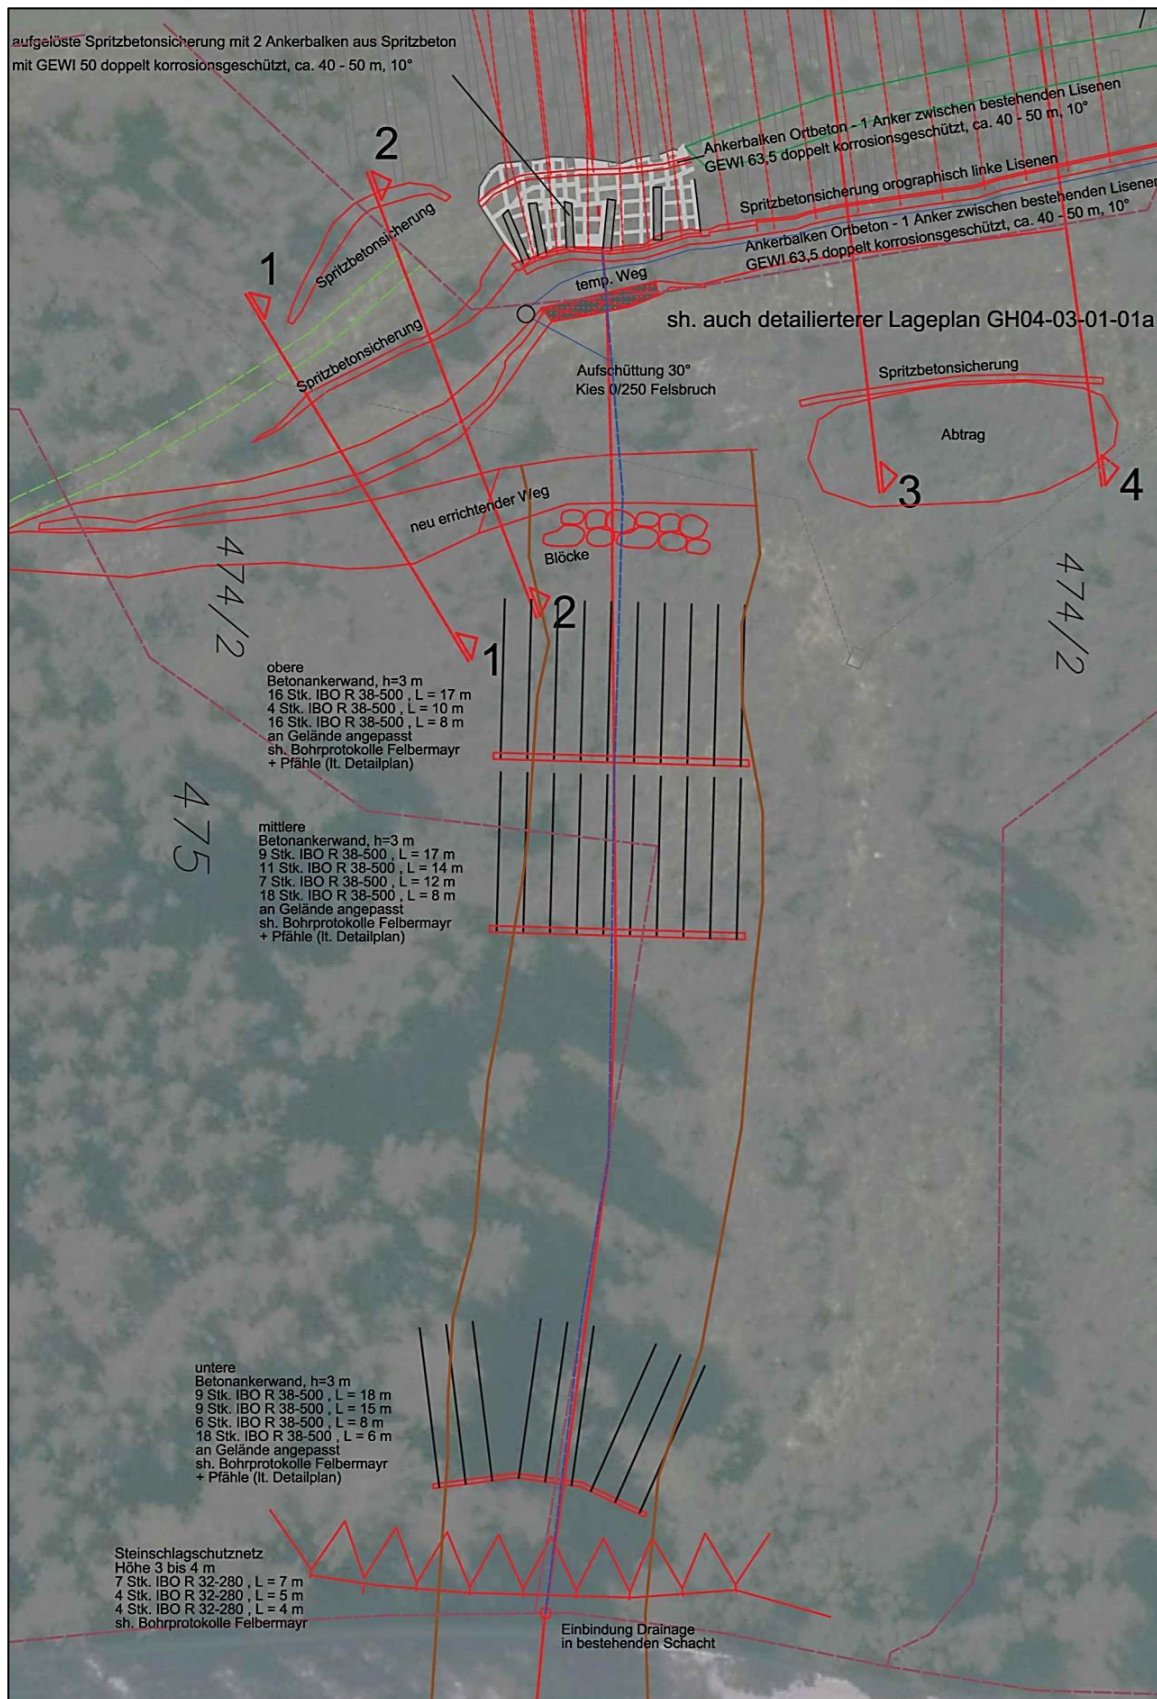 aufgelöste Spritzbetonsicherung mit 2 Ankerbalken aus Spritzbeton
mit GEWI 50 doppelt korrosionsgeschützt, ca. 40 - 50 m, 10°
Ankerbalken Ortbeton - 1 Anker zwischen bestehenden Lisenen
GEWI 63,5 doppelt korrosionsgeschützt, ca. 40 - 50 m, 10°
2
Spritzbetonsicherung orographisch linke Lisenen
Spritzbetonsicherung
Ankerbalken Ortbeton - 1 Anker zwischen bestehenden Lisenen
GEWI 63,5 doppelt korrosionsgeschützt, ca. 40 - 50 m, 10°
1
temp. Weg
sh. auch detailierterer Lageplan GH04-03-01-01a
Spritzbetonsicherung
Aufschüttung 30°
Kies 0/250 Felsbruch
Spritzbetonsicherung
Abtrag
3
4
neu errichtender Weg
Blöcke
474/2
474/2
2
1
obere
Betonankerwand, h=3 m
16 Stk. IBO R 38-500 , L = 17 m
4 Stk. IBO R 38-500 , L = 10 m
16 Stk. IBO R 38-500 , L = 8 m
an Gelände angepasst
sh. Bohrprotokolle Felbermayr
+ Pfähle (lt. Detailplan)
475
mittlere
Betonankerwand, h=3 m
9 Stk. IBO R 38-500 , L = 17 m
11 Stk. IBO R 38-500 , L = 14 m
7 Stk. IBO R 38-500 , L = 12 m
18 Stk. IBO R 38-500 , L = 8 m
an Gelände angepasst
sh. Bohrprotokolle Felbermayr
+ Pfähle (lt. Detailplan)
untere
Betonankerwand, h=3 m
9 Stk. IBO R 38-500 , L = 18 m
9 Stk. IBO R 38-500 , L = 15 m
6 Stk. IBO R 38-500 , L = 8 m
18 Stk. IBO R 38-500 , L = 6 m
an Gelände angepasst
sh. Bohrprotokolle Felbermayr
+ Pfähle (lt. Detailplan)
Steinschlagschutznetz
Höhe 3 bis 4 m
7 Stk. IBO R 32-280 , L = 7 m
4 Stk. IBO R 32-280 , L = 5 m
4 Stk. IBO R 32-280 , L = 4 m
sh. Bohrprotokolle Felbermayr
Einbindung Drainage
in bestehenden Schacht